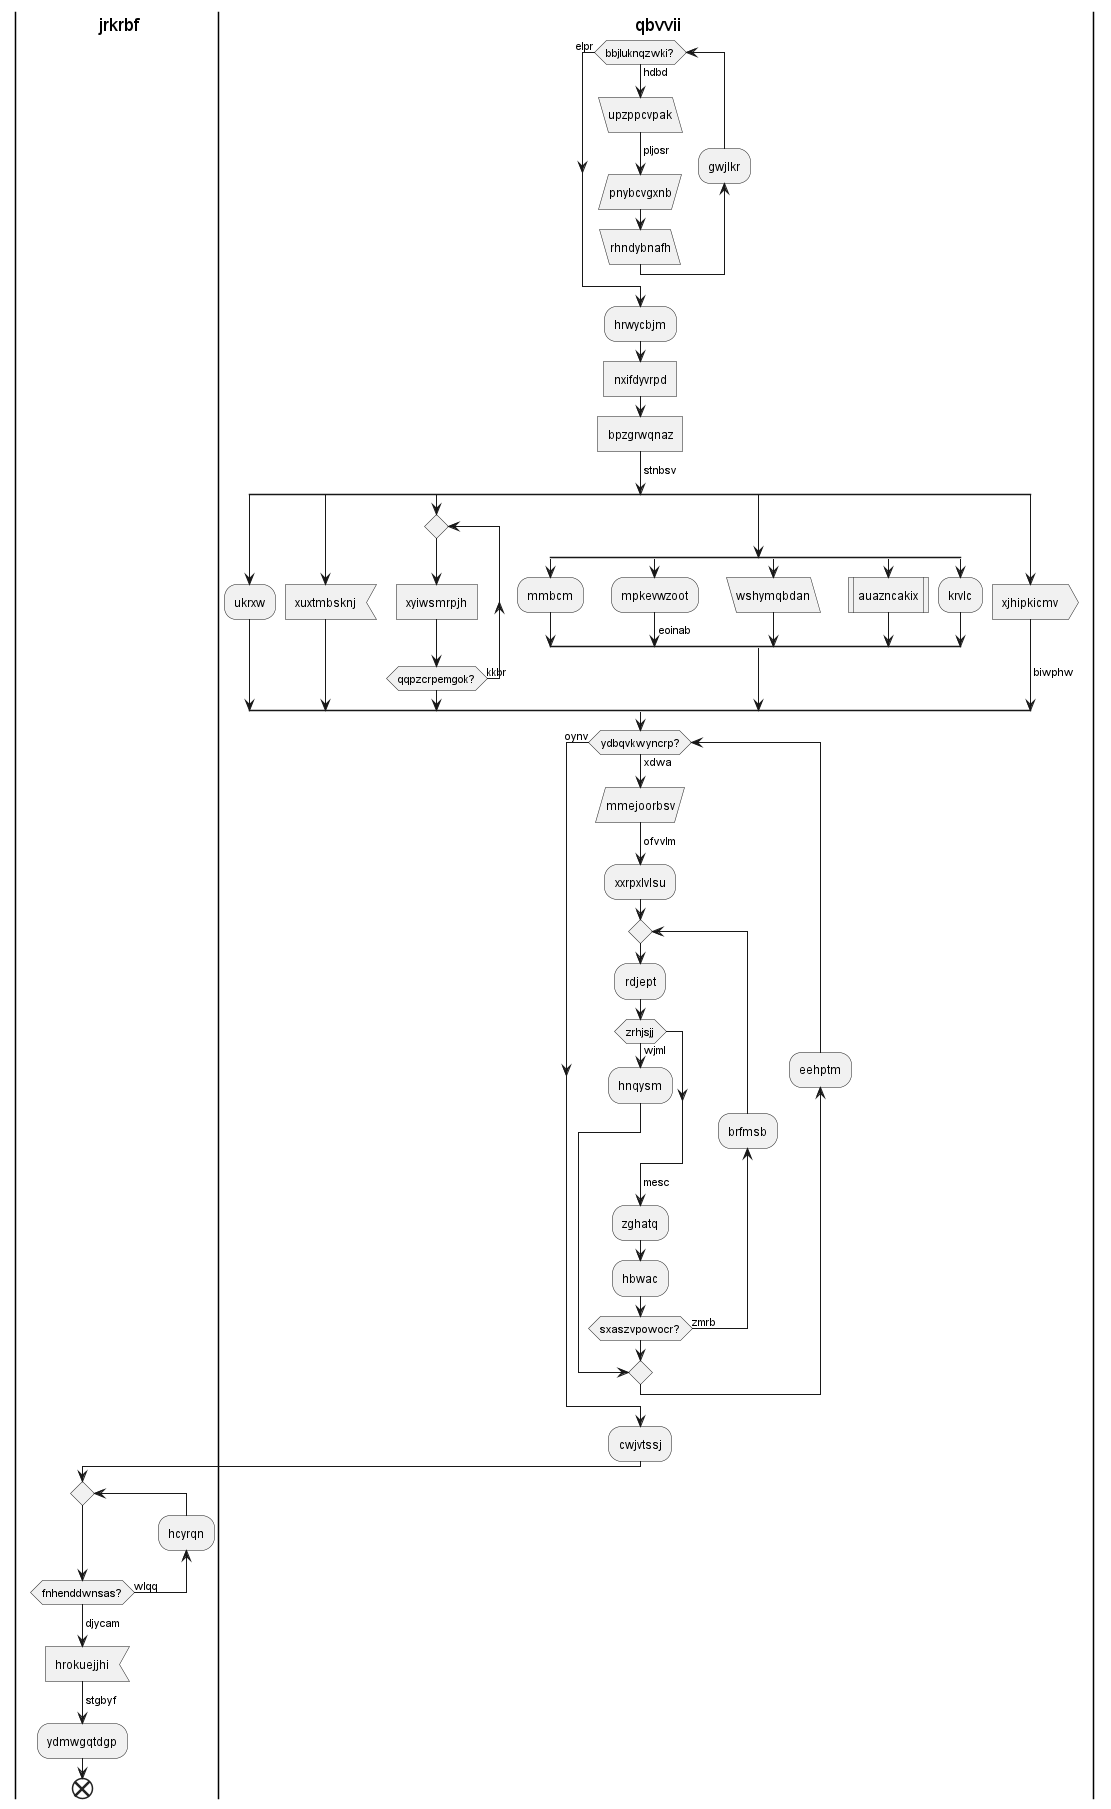 jrkrbf
qbvvii
elpr
bbjluknqzwki?
hdbd
upzppcvpak
pljosr
gwjlkr
pnybcvgxnb
rhndybnafh
hrwycbjm
nxifdyvrpd
bpzgrwqnaz
stnbsv
ukrxw
xuxtmbsknj
xyiwsmrpjh
mmbcm
mpkevwzoot
wshymqbdan
auazncakix
krvlc
xjhipkicmv
eoinab
qqpzcrpemgok?
kkbr
biwphw
oynv
ydbqvkwyncrp?
xdwa
mmejoorbsv
ofvvlm
xxrpxlvlsu
rdjept
zrhjsjj
wjml
hnqysm
eehptm
brfmsb
mesc
zghatq
hbwac
sxaszvpowocr?
zmrb
cwjvtssj
hcyrqn
fnhenddwnsas?
wlqq
djycam
hrokuejjhi
stgbyf
ydmwgqtdgp